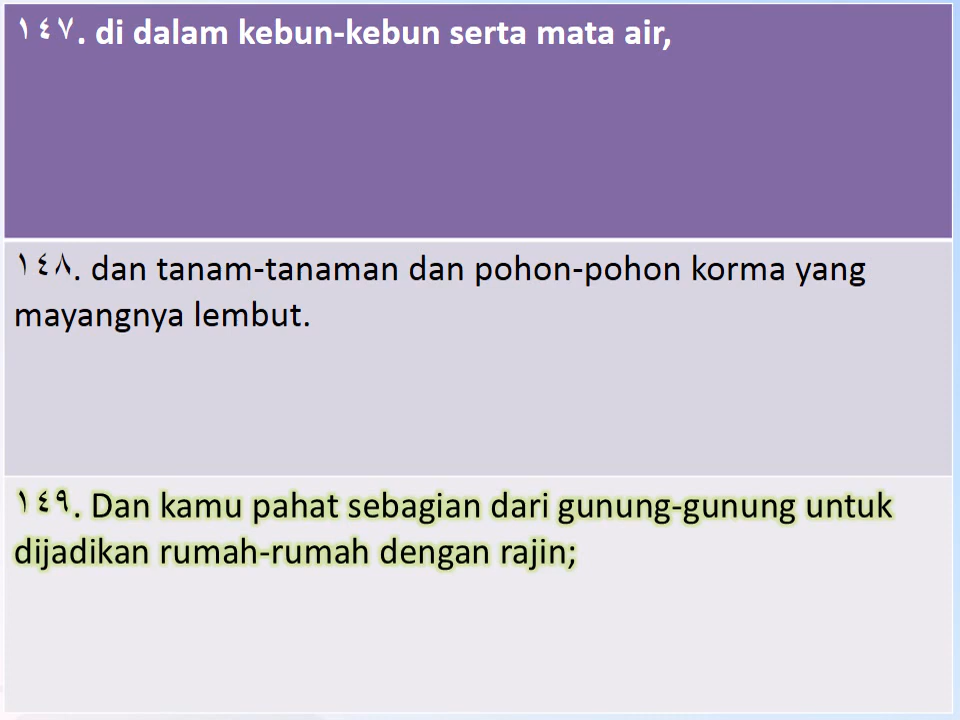 ١٤٧. di dalam kebun-kebun serta mata air,
١٤٨. dan tanam-tanaman dan pohon-pohon korma yang
mayangnya lembut.
١٤٩. Dan kamu pahat sebagian dari gunung-gunung untuk
dijadikan rumah-rumah dengan rajin;